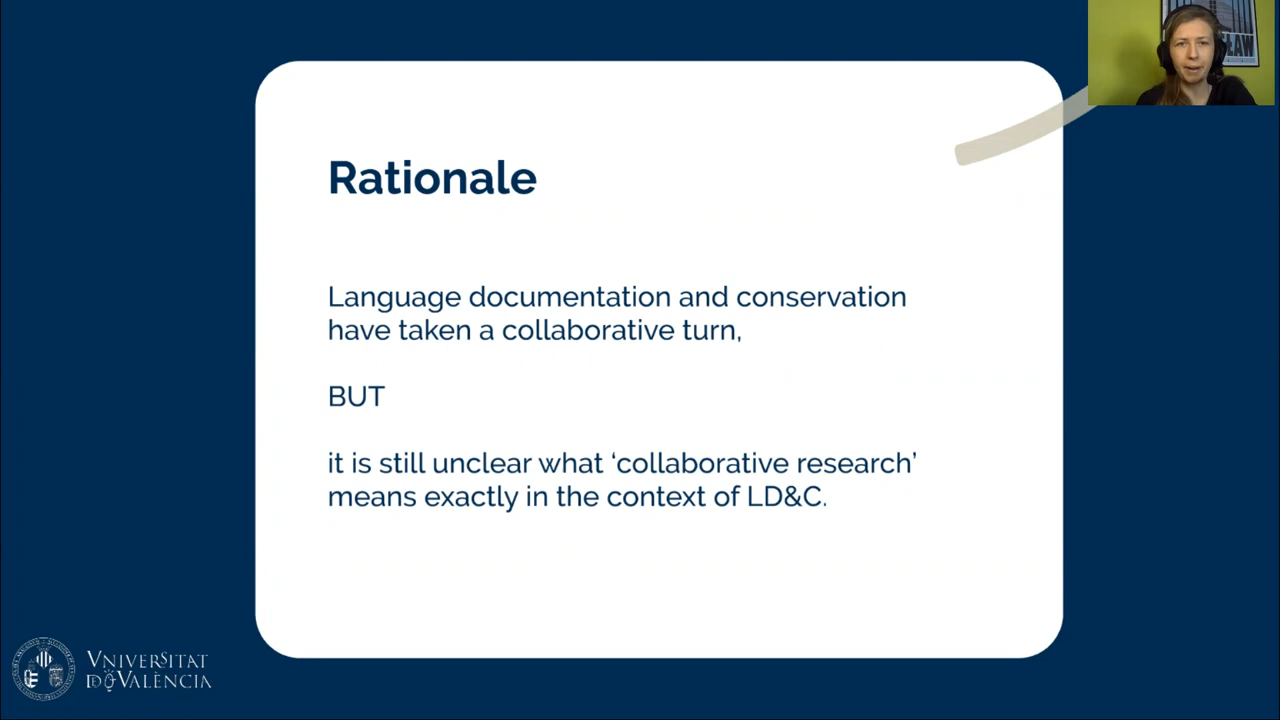 Rationale
Language documentation and conservation
have taken a collaborative turn,
BUT
it is still unclear what ‘collaborative research’
means exactly in the context of LD&C.
VNIVERSITAT
DE VALÈNCIA